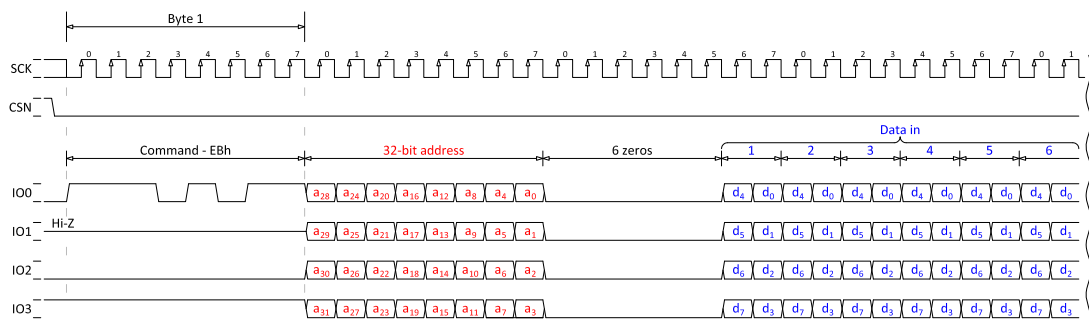 Byte 1
0 1 2 3 4 5 6 7 0 1 2 3 4 5 6 7 0 1 2 3 4 5 0 1 2 3 4 5 6 7 0 1
SCK
CSN
Data in
Command - EBh 32-bit address 6 zeros 1 2 3 4 5 6
IO0 a28 a24 a20 a16 a12 a8 a4 a0 d4 d0 d4 d0 d4 d0 d4 d0 d4 d0 d4 d0
Hi-Z
IO1 a29 a25 a21 a17 a13 a9 a5 a1 d5 d1 d5 d1 d5 d1 d5 d1 d5 d1 d5 d1
IO2 a30 a26 a22 a18 a14 a10 a6 a2 d6 d2 d6 d2 d6 d2 d6 d2 d6 d2 d6 d2
IO3 a31 a27 a23 a19 a15 a11 a7 a3 d7 d3 d7 d3 d7 d3 d7 d3 d7 d3 d7 d3